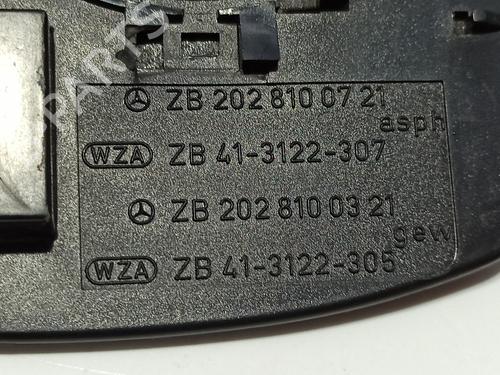 ZB 202 810 07 21
asph
WZA ZB 41-3122-307
ZB 202 810 03 21
gew
WZA ZB 41-3122-305